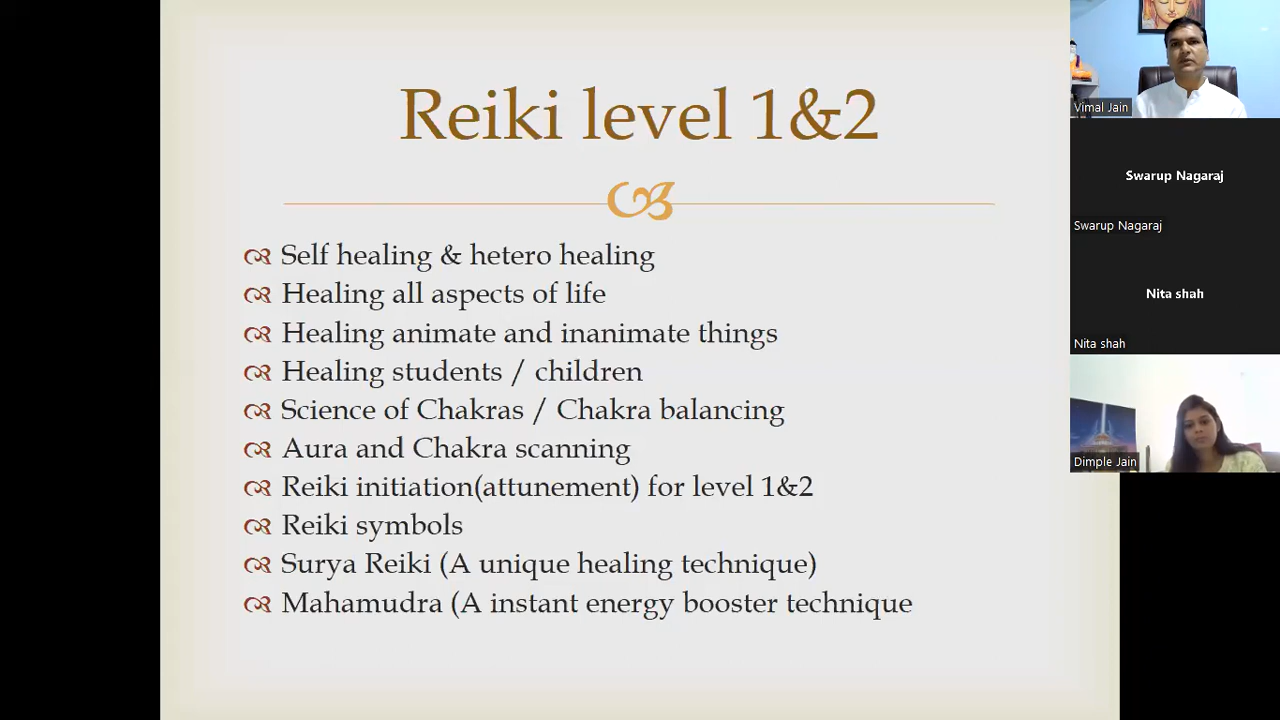 Reiki level 1&2
Self healing & hetero healing
Healing all aspects of life
Healing animate and inanimate things
Healing students / children
Science of Chakras / Chakra balancing
Aura and Chakra scanning
Reiki initiation(attunement) for level 1&2
Reiki symbols
Surya Reiki (A unique healing technique)
Mahamudra (A instant energy booster technique
Vimal Jain
Swarup Nagaraj
Swarup Nagaraj
Nita shah
Nita shah
Dimple Jain